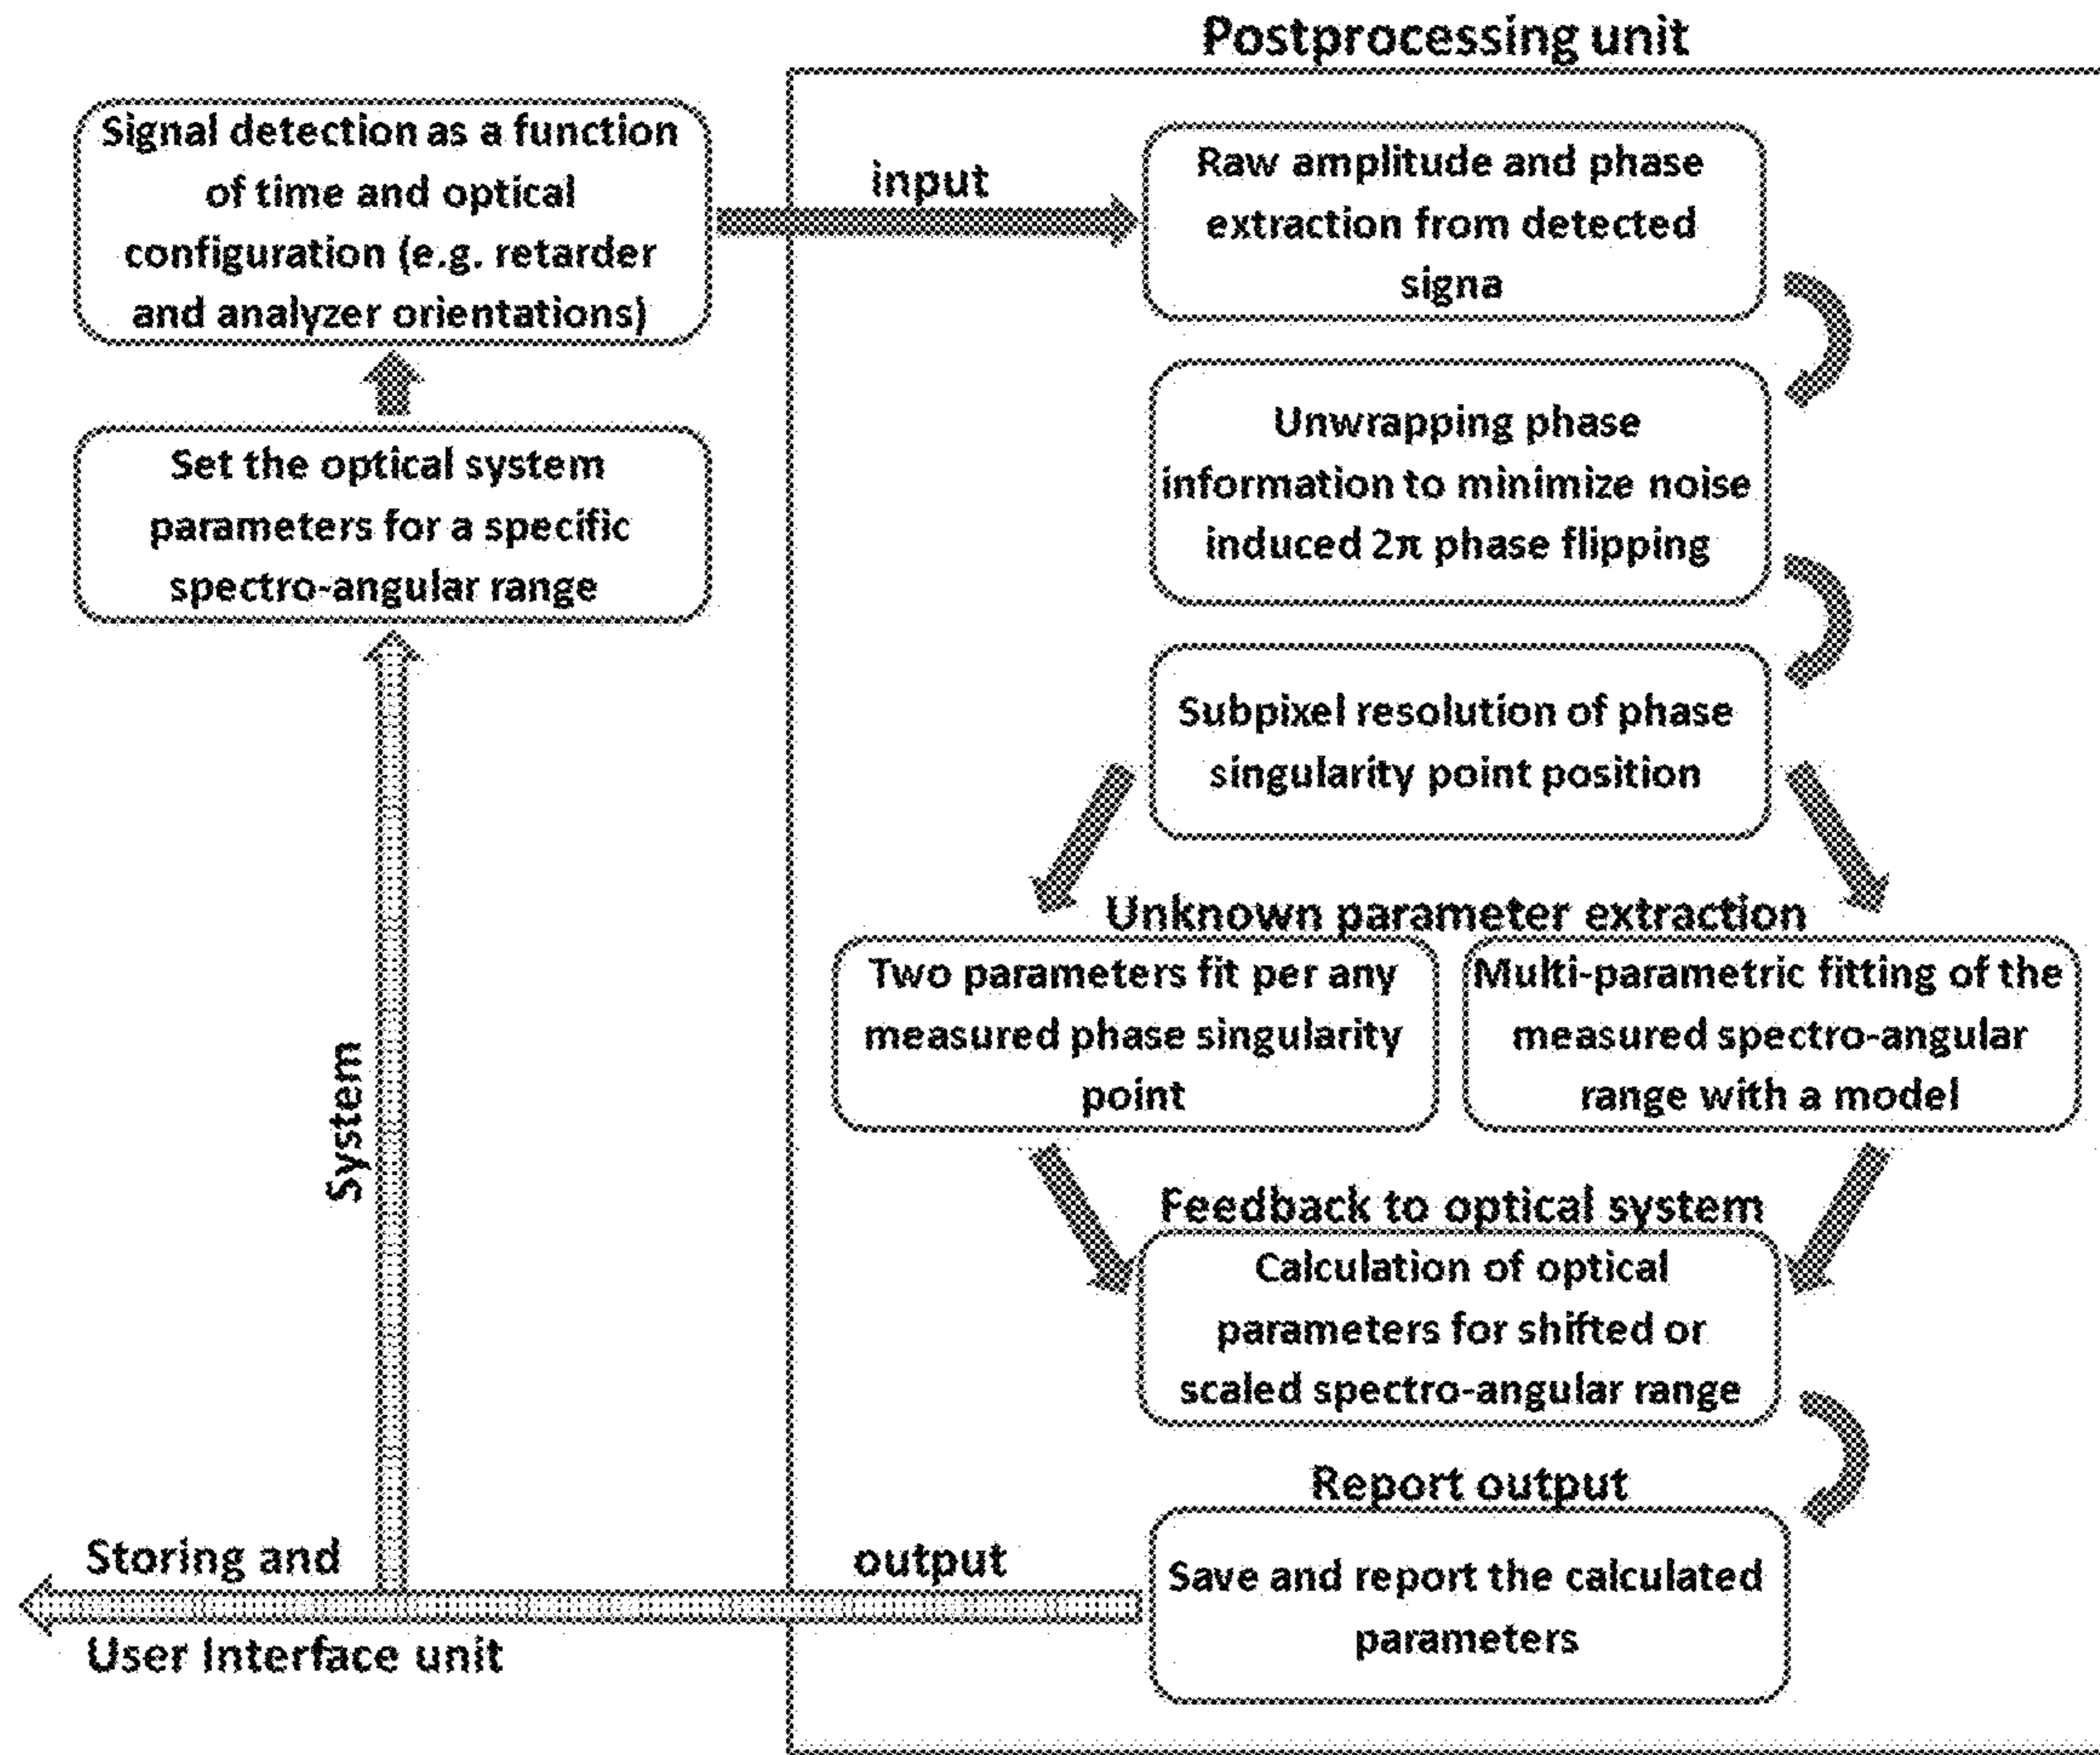 Postprocessing unit
Signal detection as a function
of time and optical
configuration (e.g. retarder
and analyzer orientations)
input
Raw amplitude and phase
extraction from detected
signa
Set the optical system
parameters for a specific
spectro-angular range
Unwrapping phase
information to minimize noise
induced 2π phase flipping
Subpixel resolution of phase
singularity point position
Unknown parameter extraction
Two parameters fit per any
measured phase singularity
point
Multi-parametric fitting of the
measured spectro-angular
range with a model
System
Feedback to optical system
Calculation of optical
parameters for shifted or
scaled spectro-angular range
Report output
Save and report the calculated
parameters
output
Storing and
User Interface unit